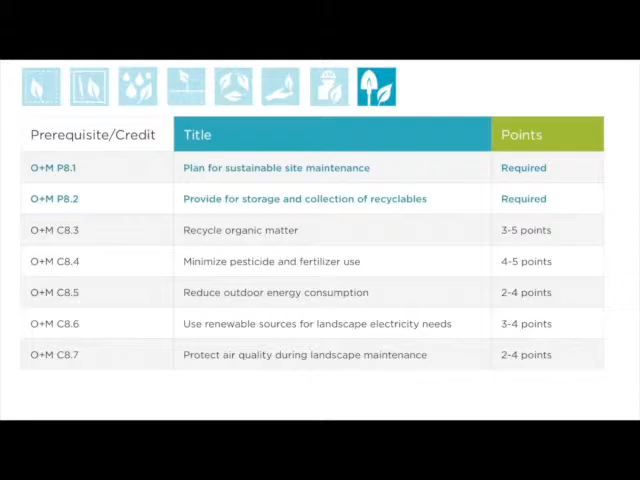 Prerequisite/Credit Title Points
O+M P8.1 Plan for sustainable site maintenance Required
O+M P8.2 Provide for storage and collection of recyclables Required
O+M C8.3 Recycle organic matter 3-5 points
O+M C8.4 Minimize pesticide and fertilizer use 4-5 points
O+M C8.5 Reduce outdoor energy consumption 2-4 points
O+M C8.6 Use renewable sources for landscape electricity needs 3-4 points
O+M C8.7 Protect air quality during landscape maintenance 2-4 points